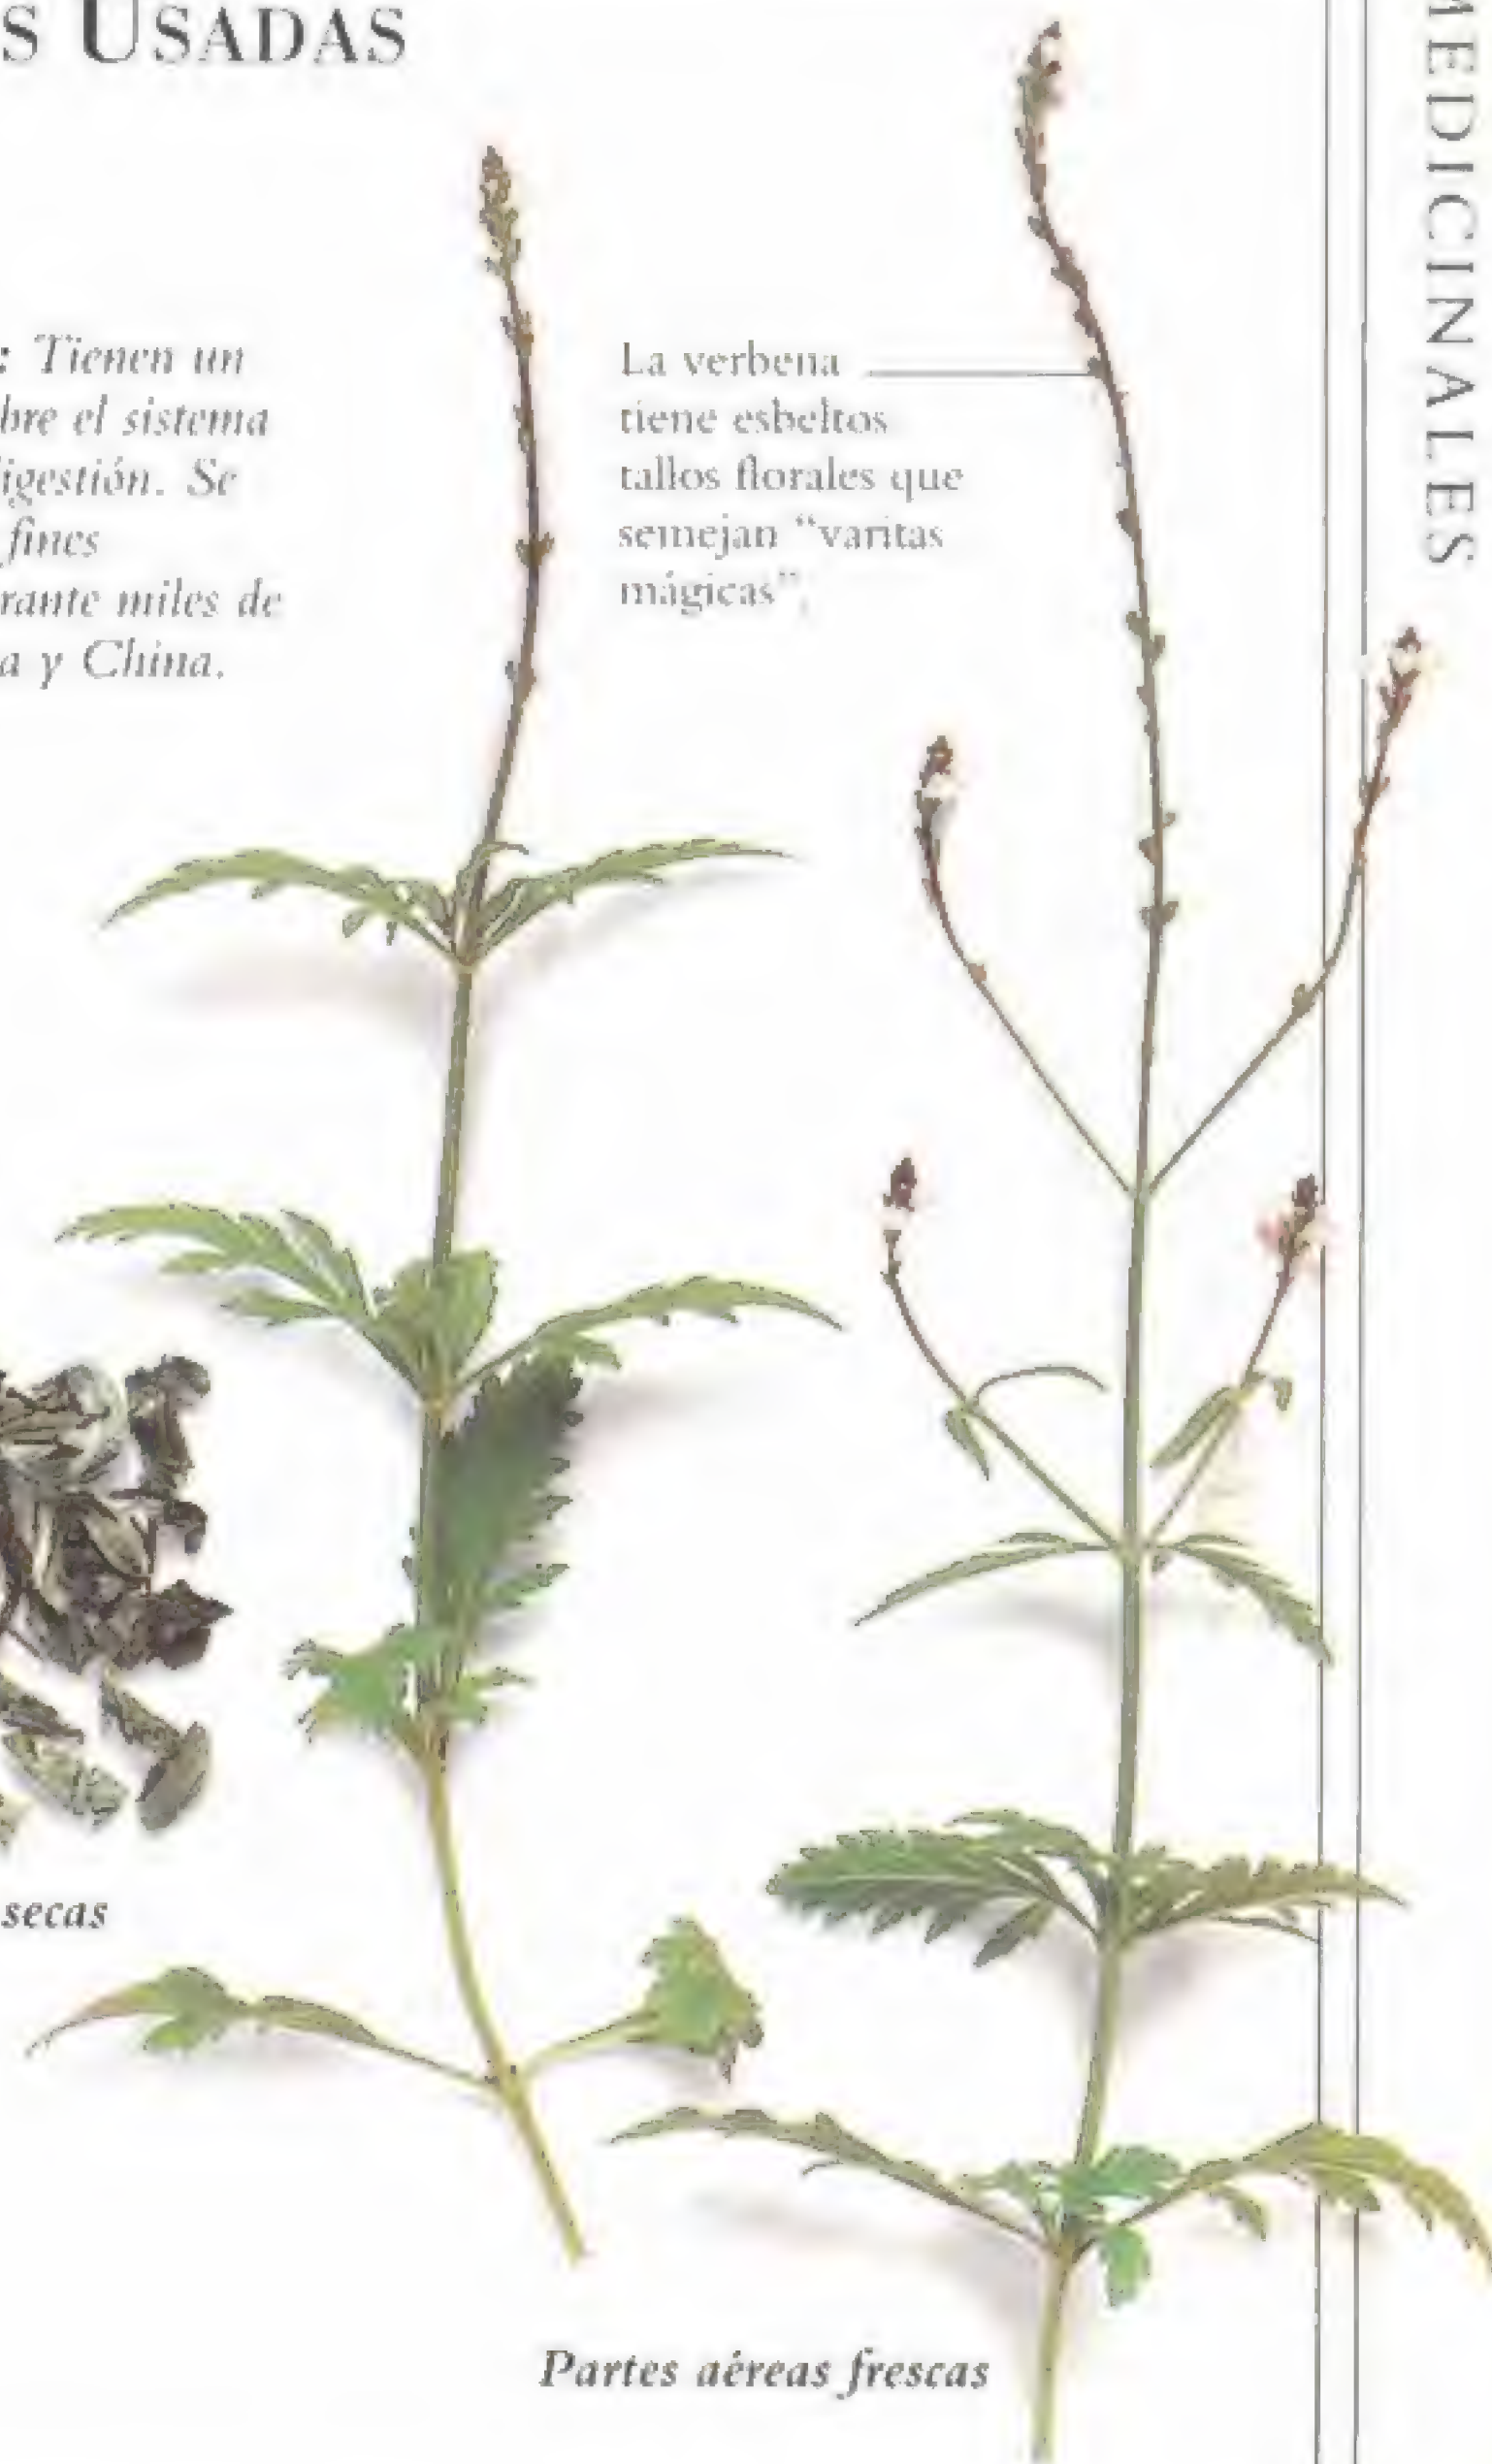 S USADAS
: Tienen un
bre el sistema
igestión. Se
fines
rante miles de
a y China.
La verbena
tiene esbeltos
tallos florales que
semejan “varitas
mágicas”.
secas
Partes aéreas frescas
MEDICINALES